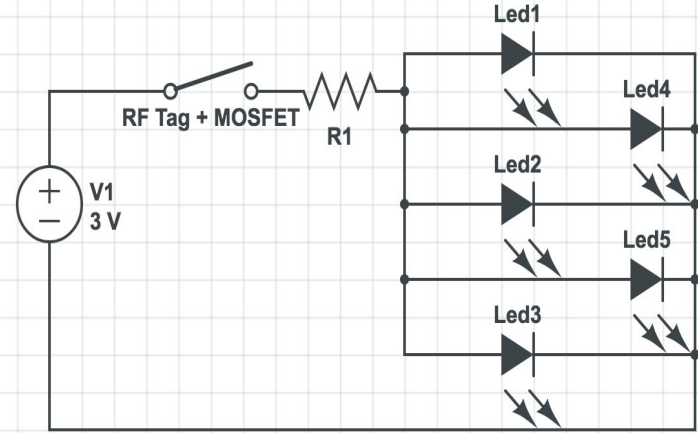 Led1
Led4
RF Tag + MOSFET
R1
Led2
V1
3 V
Led5
Led3